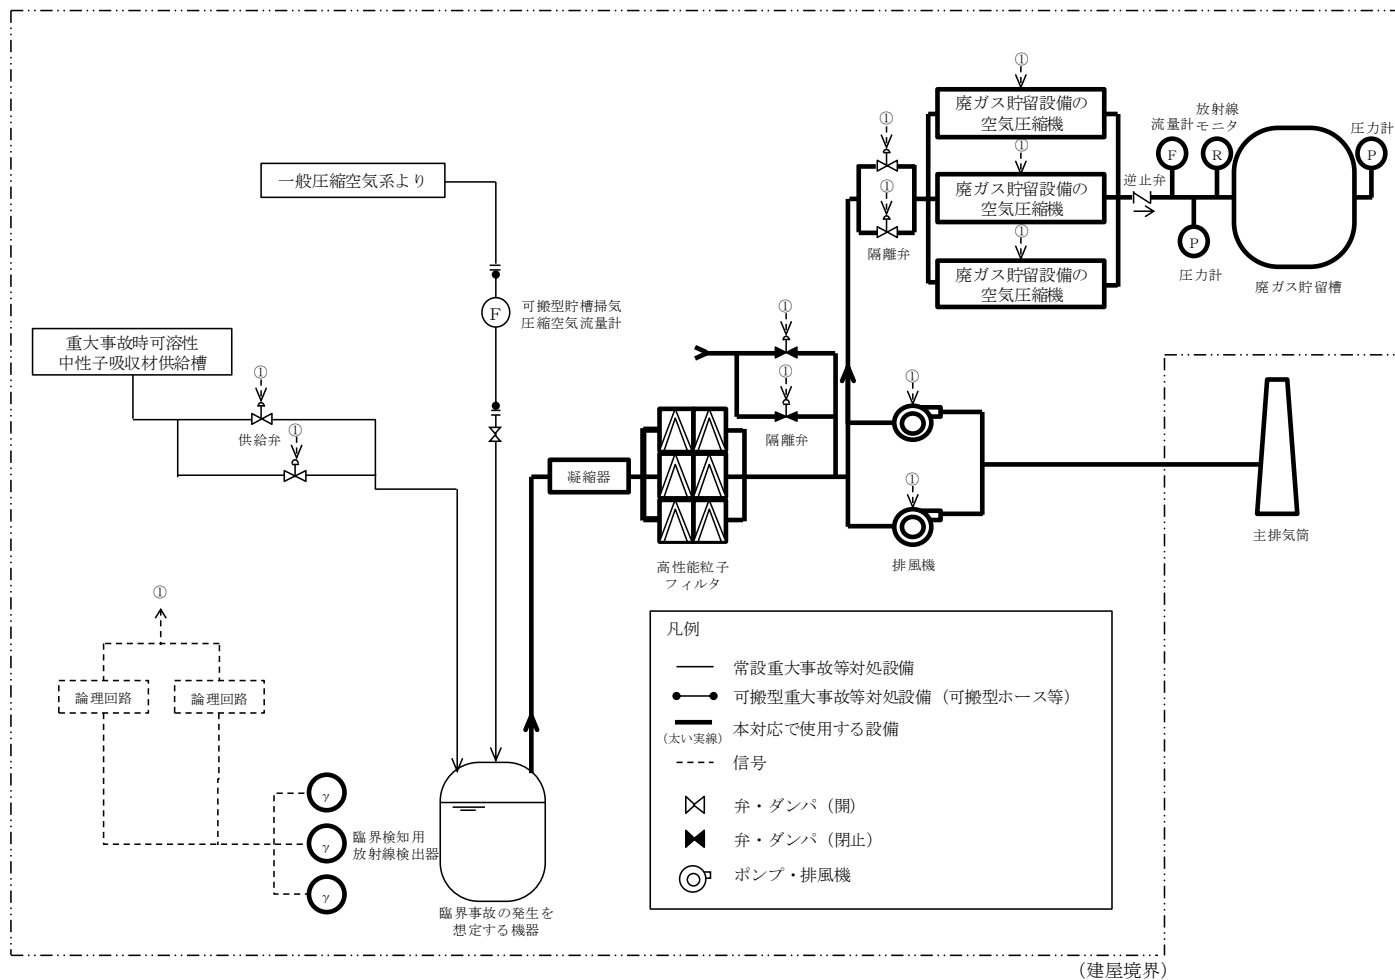 ①
廃ガス貯留設備の
空気圧縮機
①
廃ガス貯留設備の
空気圧縮機
①
廃ガス貯留設備の
空気圧縮機
①
①
隔離弁
逆止弁
流量計
F
放射線
モニタ
R
圧力計
P
P
圧力計
廃ガス貯留槽
一般圧縮空気系より
F
可搬型貯槽掃気
圧縮空気流量計
重大事故時可溶性
中性子吸収材供給槽
①
供給弁
①
①
①
隔離弁
①
①
排風機
凝縮器
高性能粒子
フィルタ
主排気筒
①
論理回路
論理回路
γ
γ
γ
臨界検知用
放射線検出器
臨界事故の発生を
想定する機器
凡例
常設重大事故等対処設備
可搬型重大事故等対処設備（可搬型ホース等）
本対応で使用する設備
（太い実線）
信号
弁・ダンパ（開）
弁・ダンパ（閉止）
ポンプ・排風機
（建屋境界）